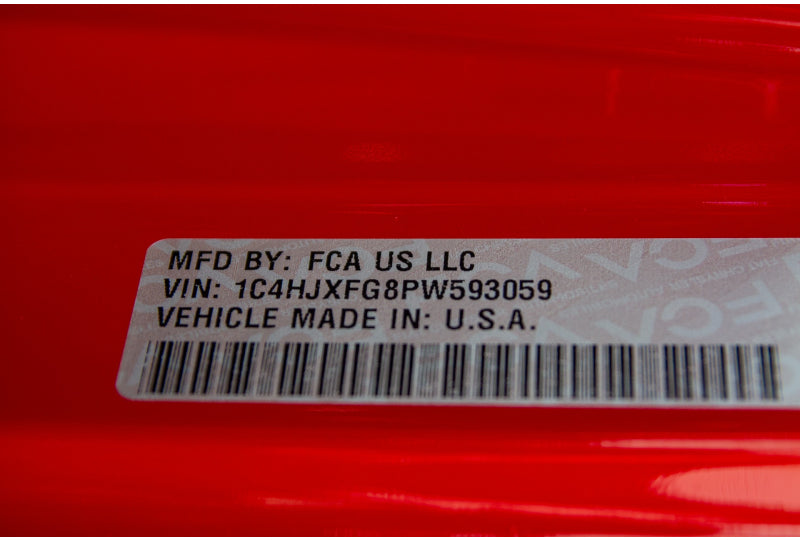 MFD BY: FCA US LLC
VIN: 1C4HJXFG8PW593059
VEHICLE MADE IN: U.S.A.